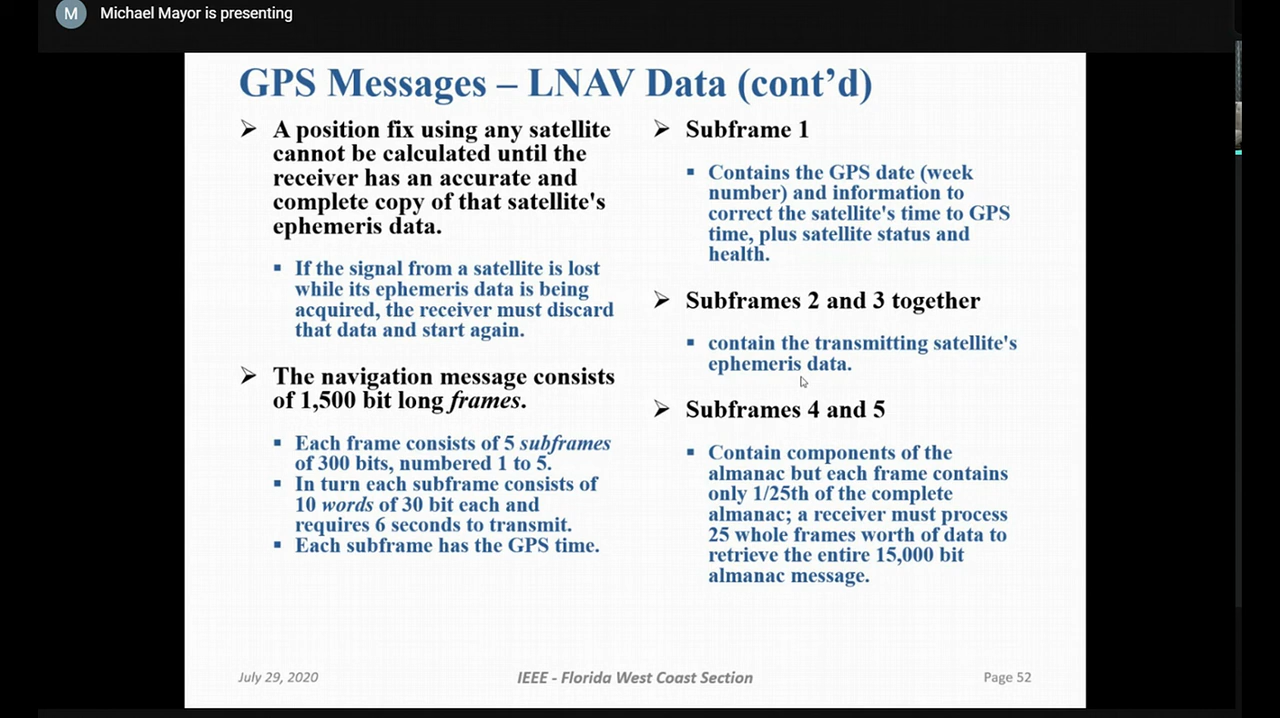 M
Michael Mayor is presenting
GPS Messages – LNAV Data (cont’d)
➢ A position fix using any satellite
cannot be calculated until the
receiver has an accurate and
complete copy of that satellite's
ephemeris data.
▪ If the signal from a satellite is lost
while its ephemeris data is being
acquired, the receiver must discard
that data and start again.
➢ The navigation message consists
of 1,500 bit long frames.
▪ Each frame consists of 5 subframes
of 300 bits, numbered 1 to 5.
▪ In turn each subframe consists of
10 words of 30 bit each and
requires 6 seconds to transmit.
▪ Each subframe has the GPS time.
➢ Subframe 1
▪ Contains the GPS date (week
number) and information to
correct the satellite's time to GPS
time, plus satellite status and
health.
➢ Subframes 2 and 3 together
▪ contain the transmitting satellite's
ephemeris data.
➢ Subframes 4 and 5
▪ Contain components of the
almanac but each frame contains
only 1/25th of the complete
almanac; a receiver must process
25 whole frames worth of data to
retrieve the entire 15,000 bit
almanac message.
July 29, 2020
IEEE - Florida West Coast Section
Page 52